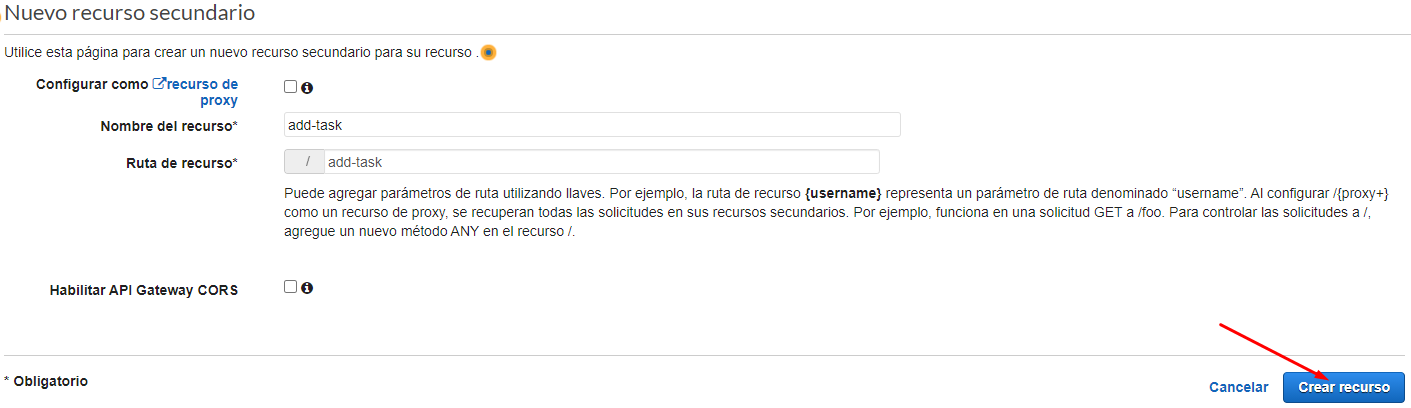 Nuevo recurso secundario
Utilice esta página para crear un nuevo recurso secundario para su recurso .
Configurar como recurso de
proxy
Nombre del recurso*
add-task
Ruta de recurso*
/ add-task
Puede agregar parámetros de ruta utilizando llaves. Por ejemplo, la ruta de recurso {username} representa un parámetro de ruta denominado “username”. Al configurar /{proxy+}
como un recurso de proxy, se recuperan todas las solicitudes en sus recursos secundarios. Por ejemplo, funciona en una solicitud GET a /foo. Para controlar las solicitudes a /,
agregue un nuevo método ANY en el recurso /.
Habilitar API Gateway CORS
* Obligatorio
Cancelar
Crear recurso